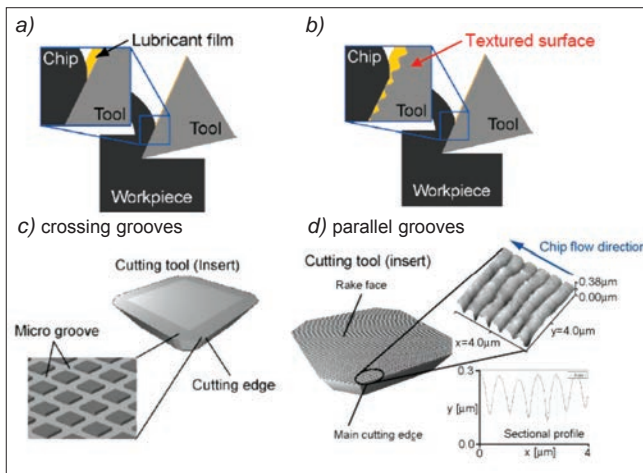 a)
Lubricant film
Chip
Tool
Tool
Workpiece
b)
Textured surface
Chip
Tool
Tool
Workpiece
c) crossing grooves
Cutting tool (Insert)
Micro groove
Cutting edge
d) parallel grooves
Chip flow direction
Cutting tool (insert)
Rake face
0.38μm
0.00μm
x=4.0μm
y=4.0μm
Main cutting edge
0.3
y [μm]
0.0
Sectional profile
0
x [μm]
4